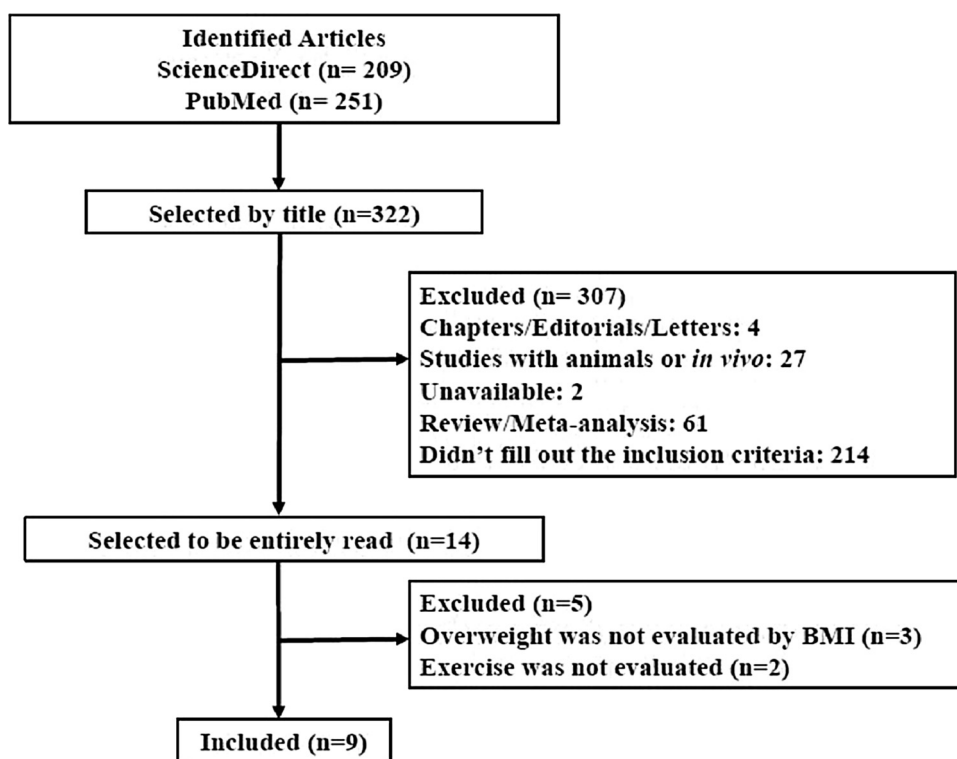 Identified Articles
ScienceDirect (n= 209)
PubMed (n= 251)
Selected by title (n=322)
Excluded (n= 307)
Chapters/Editorials/Letters: 4
Studies with animals or in vivo: 27
Unavailable: 2
Review/Meta-analysis: 61
Didn’t fill out the inclusion criteria: 214
Selected to be entirely read (n=14)
Excluded (n=5)
Overweight was not evaluated by BMI (n=3)
Exercise was not evaluated (n=2)
Included (n=9)